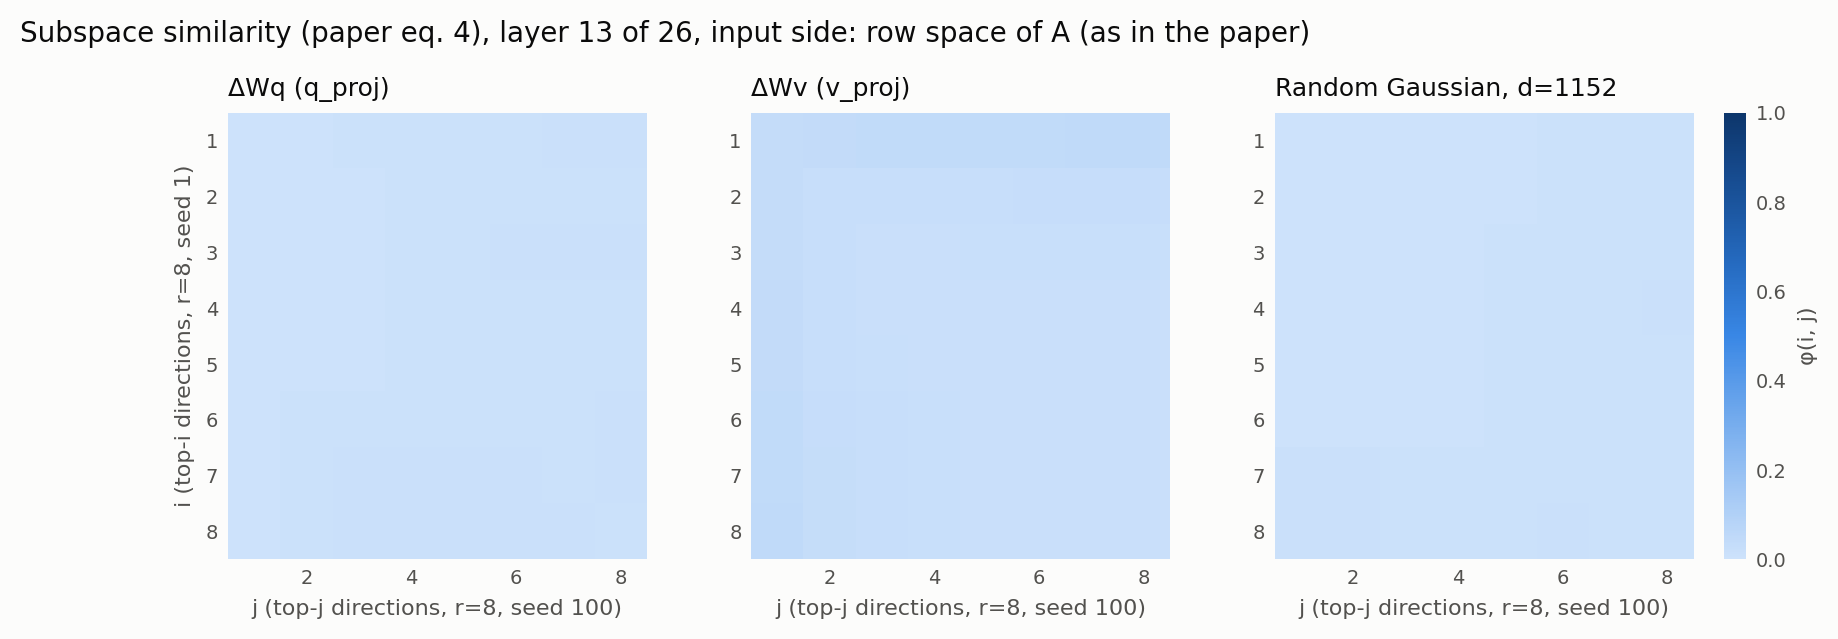 Subspace similarity (paper eq. 4), layer 13 of 26, input side: row space of A (as in the paper)
ΔWq (q_proj)
i (top-i directions, r=8, seed 1)
1
2
3
4
5
6
7
8
2 4 6 8
j (top-j directions, r=8, seed 100)
ΔWv (v_proj)
1
2
3
4
5
6
7
8
2 4 6 8
j (top-j directions, r=8, seed 100)
Random Gaussian, d=1152
1
2
3
4
5
6
7
8
2 4 6 8
j (top-j directions, r=8, seed 100)
1.0
0.8
0.6
0.4
0.2
0.0
φ(i, j)